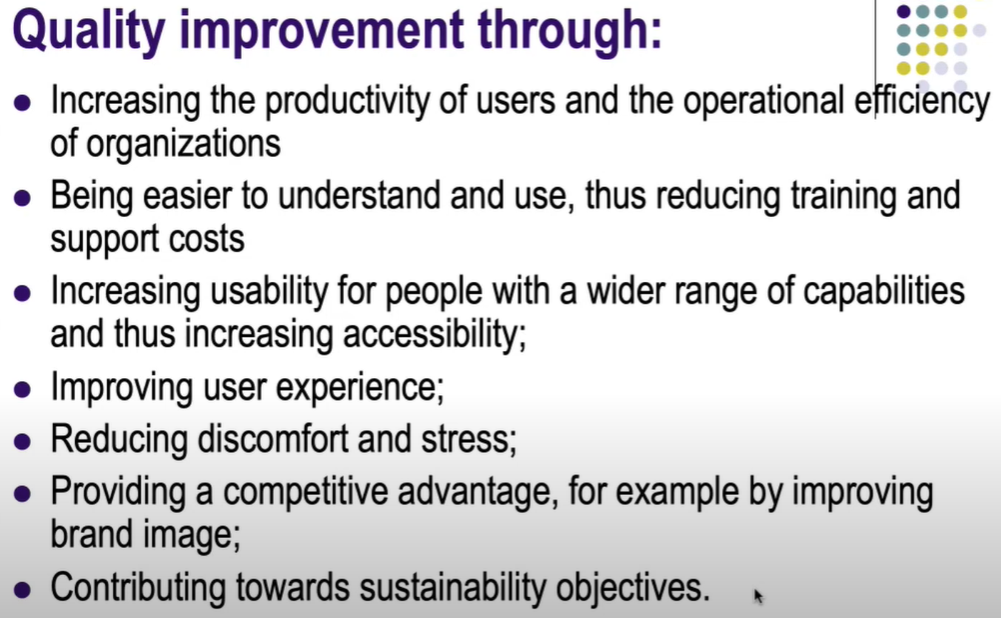 Quality improvement through:
● Increasing the productivity of users and the operational efficiency
of organizations
● Being easier to understand and use, thus reducing training and
support costs
● Increasing usability for people with a wider range of capabilities
and thus increasing accessibility;
● Improving user experience;
● Reducing discomfort and stress;
● Providing a competitive advantage, for example by improving
brand image;
● Contributing towards sustainability objectives.